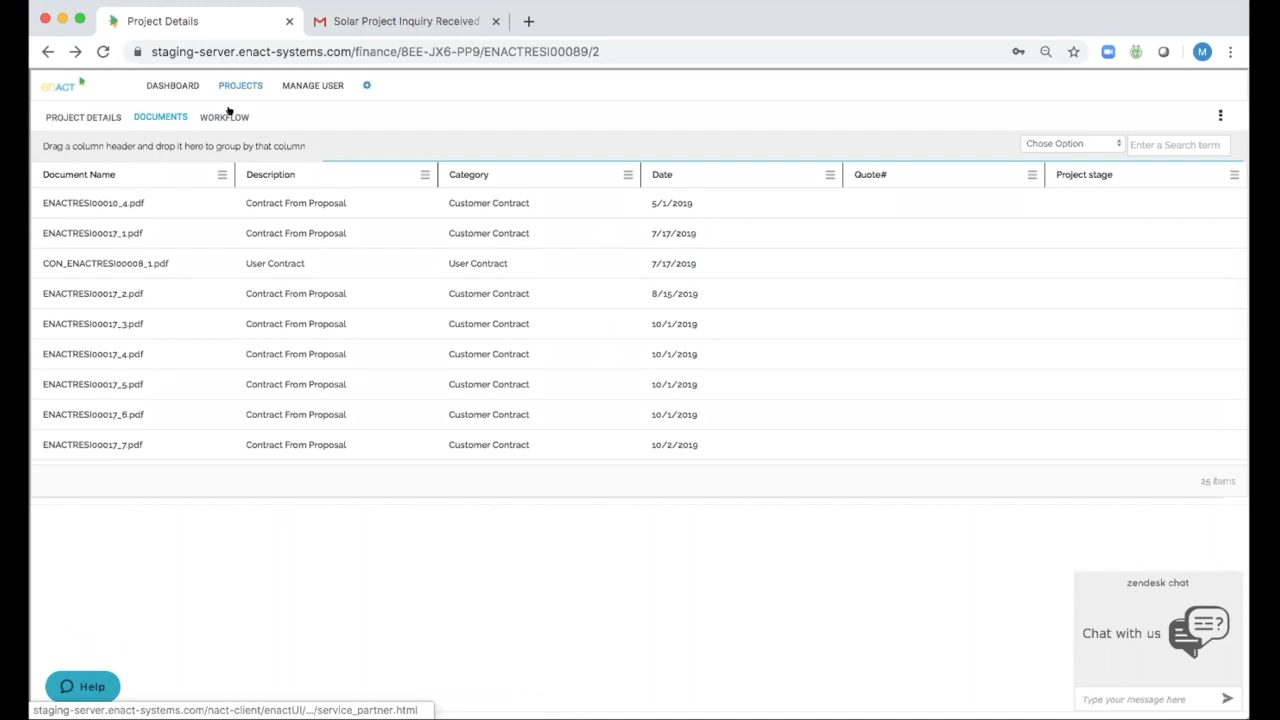 Project Details
Solar Project Inquiry Received
staging-server.enact-systems.com/finance/8EE-JX6-PP9/ENACTRESI00089/2
M
enACT DASHBOARD PROJECTS MANAGE USER
PROJECT DETAILS DOCUMENTS WORKFLOW
Drag a column header and drop it here to group by that column Chose Option Enter a Search term
Document Name Description Category Date Quote# Project stage
ENACTRESI00010_4.pdf Contract From Proposal Customer Contract 5/1/2019
ENACTRESI00017_1.pdf Contract From Proposal Customer Contract 7/17/2019
CON_ENACTRESI00008_1.pdf User Contract User Contract 7/17/2019
ENACTRESI00017_2.pdf Contract From Proposal Customer Contract 8/15/2019
ENACTRESI00017_3.pdf Contract From Proposal Customer Contract 10/1/2019
ENACTRESI00017_4.pdf Contract From Proposal Customer Contract 10/1/2019
ENACTRESI00017_5.pdf Contract From Proposal Customer Contract 10/1/2019
ENACTRESI00017_6.pdf Contract From Proposal Customer Contract 10/1/2019
ENACTRESI00017_7.pdf Contract From Proposal Customer Contract 10/2/2019
25 items
zendesk chat
Chat with us
Type your message here
Help
staging-server.enact-systems.com/nact-client/enactUI/.../service_partner.html